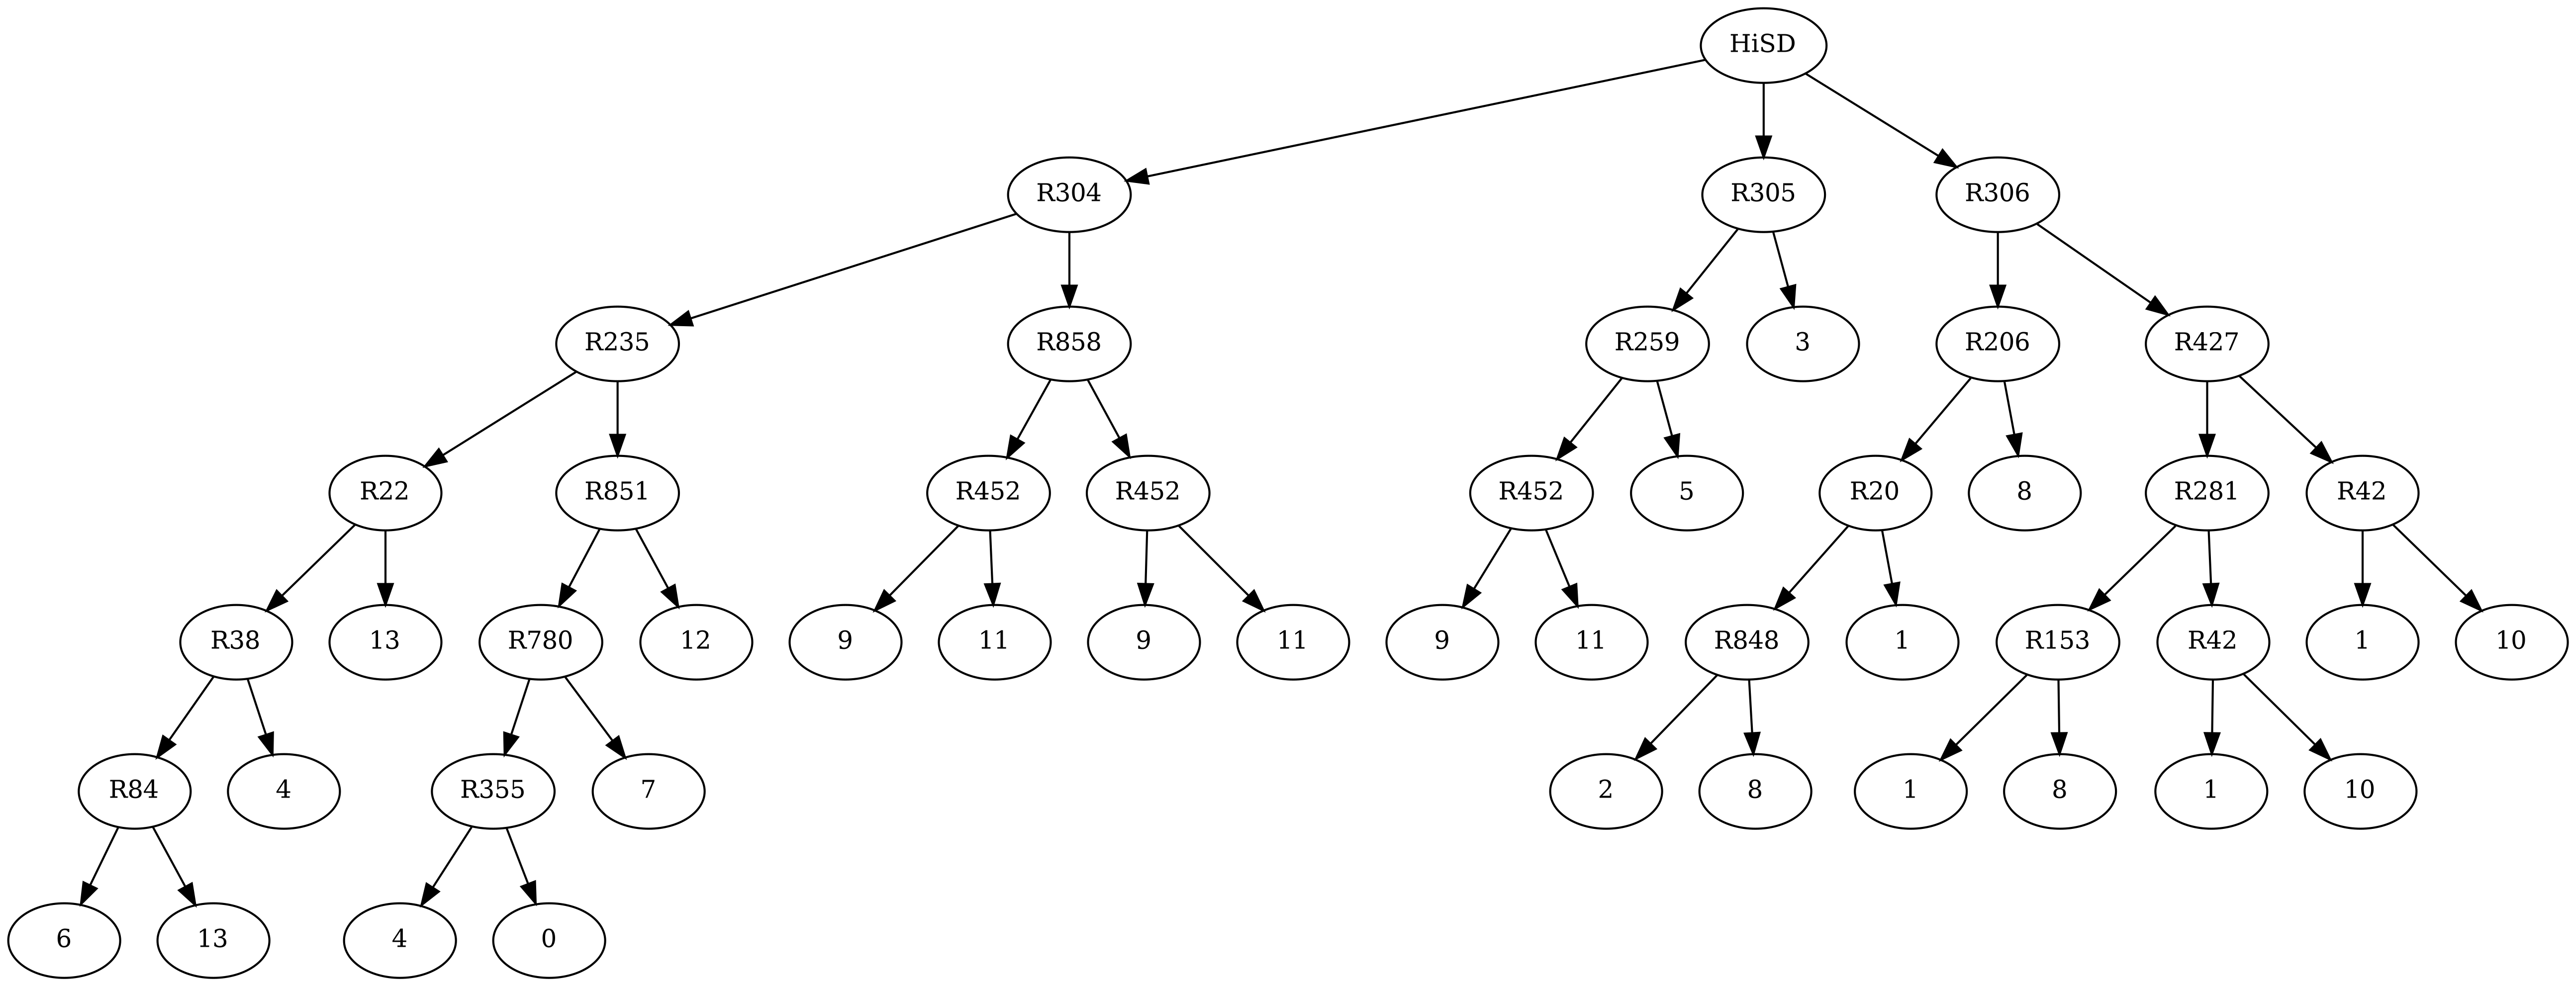 HiSD
R304 R305 R306
R235 R858 R259 3 R206 R427
R22 R851 R452 R452 R452 5 R20 8 R281 R42
R38 13 R780 12 9 11 9 11 9 11 R848 1 R153 R42 1 10
R84 4 R355 7 2 8 1 8 1 10
6 13 4 0